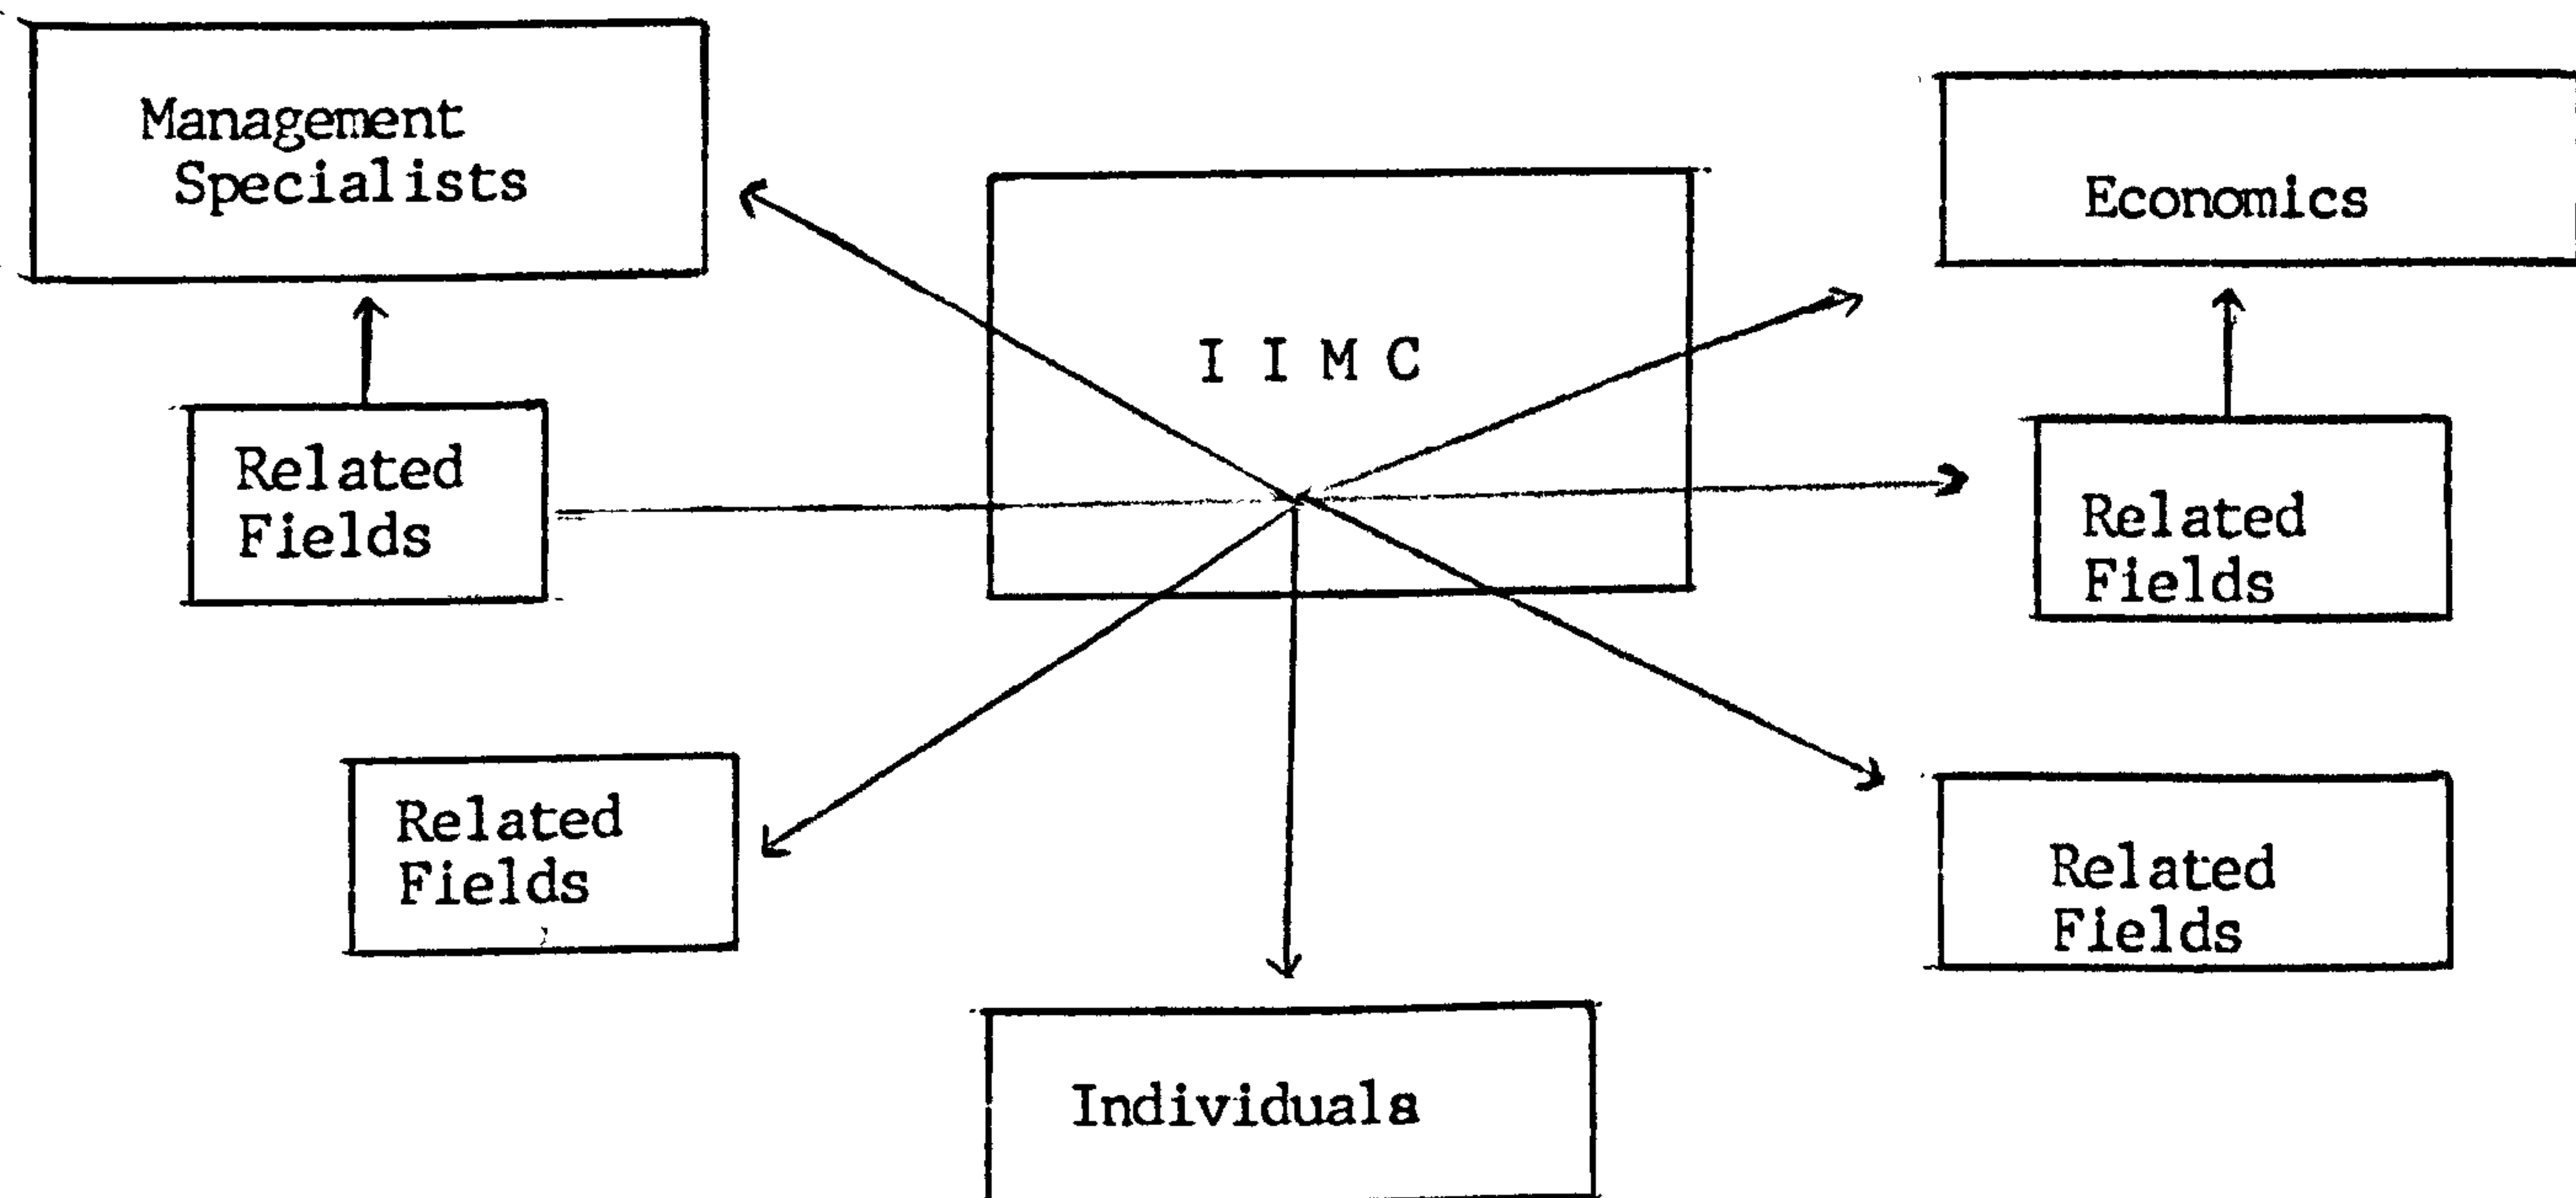 Management
Specialists
Economics
I I M C
Related
Fields
Related
Fields
Related
Fields
Related
Fields
Individuals